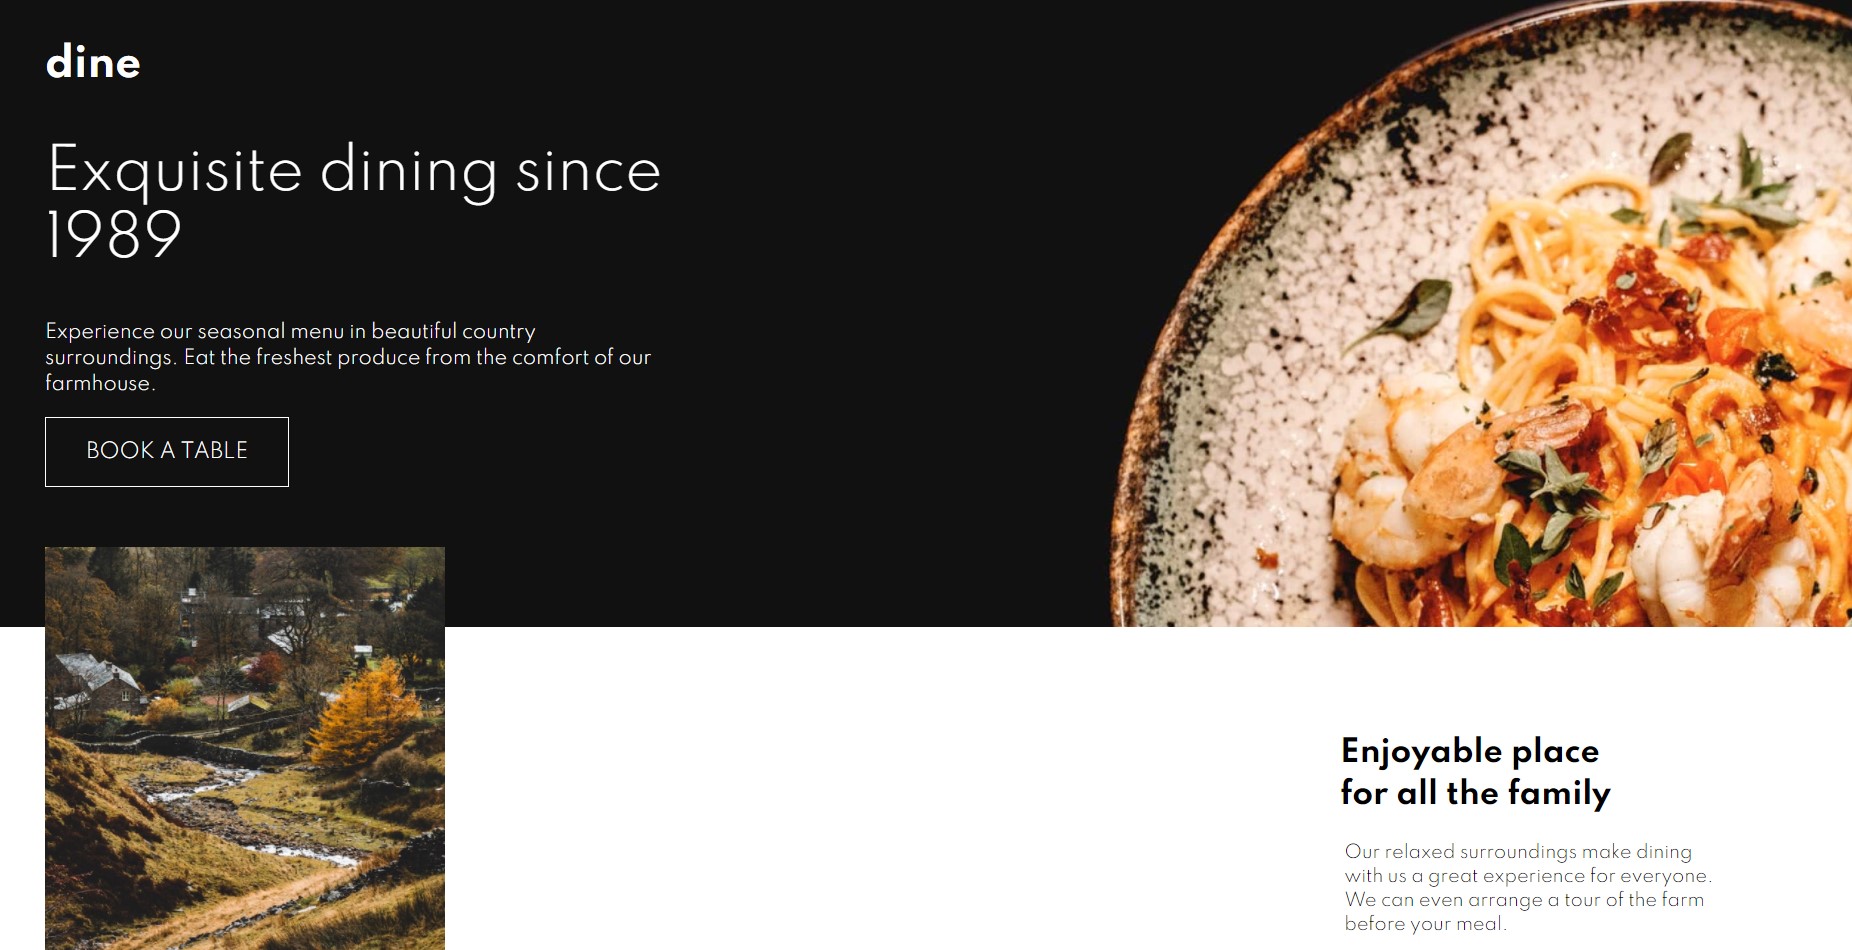 dine
Exquisite dining since
1989
Experience our seasonal menu in beautiful country
surroundings. Eat the freshest produce from the comfort of our
farmhouse.
BOOK A TABLE
Enjoyable place
for all the family
Our relaxed surroundings make dining
with us a great experience for everyone.
We can even arrange a tour of the farm
before your meal.